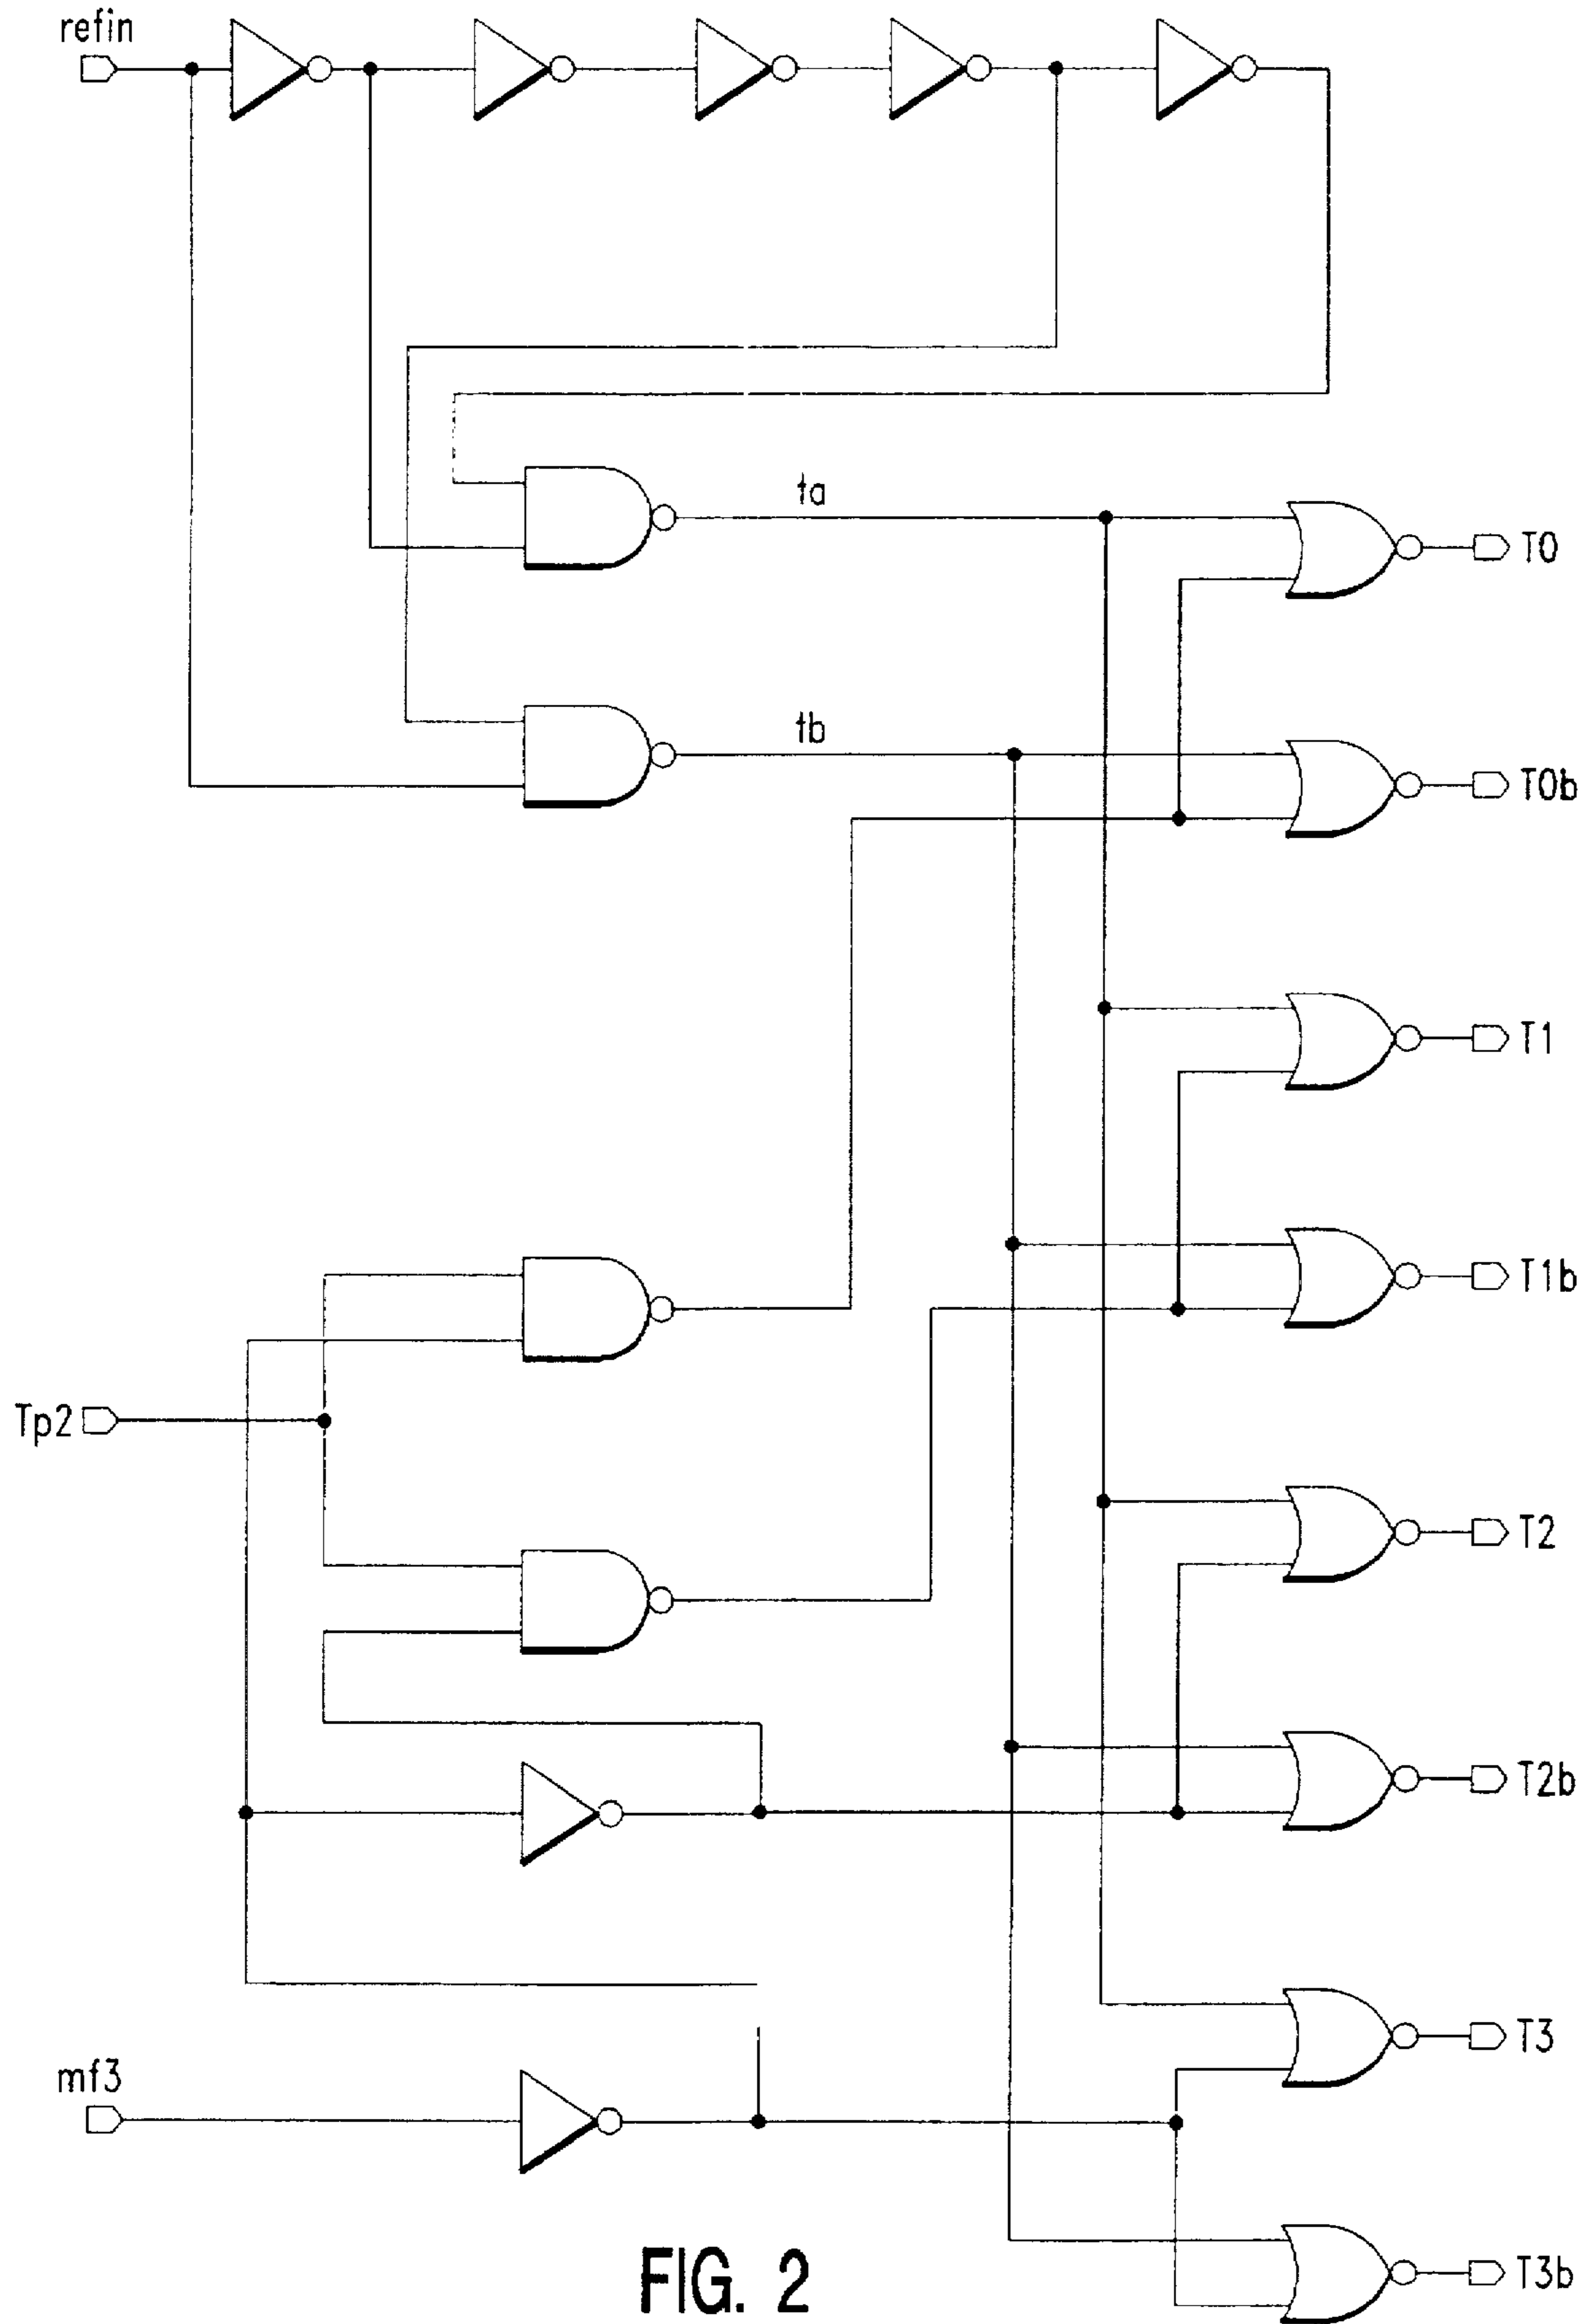 refin
ta
T0
tb
T0b
T1
T1b
Tp2
T2
T2b
T3
mf3
T3b
FIG. 2